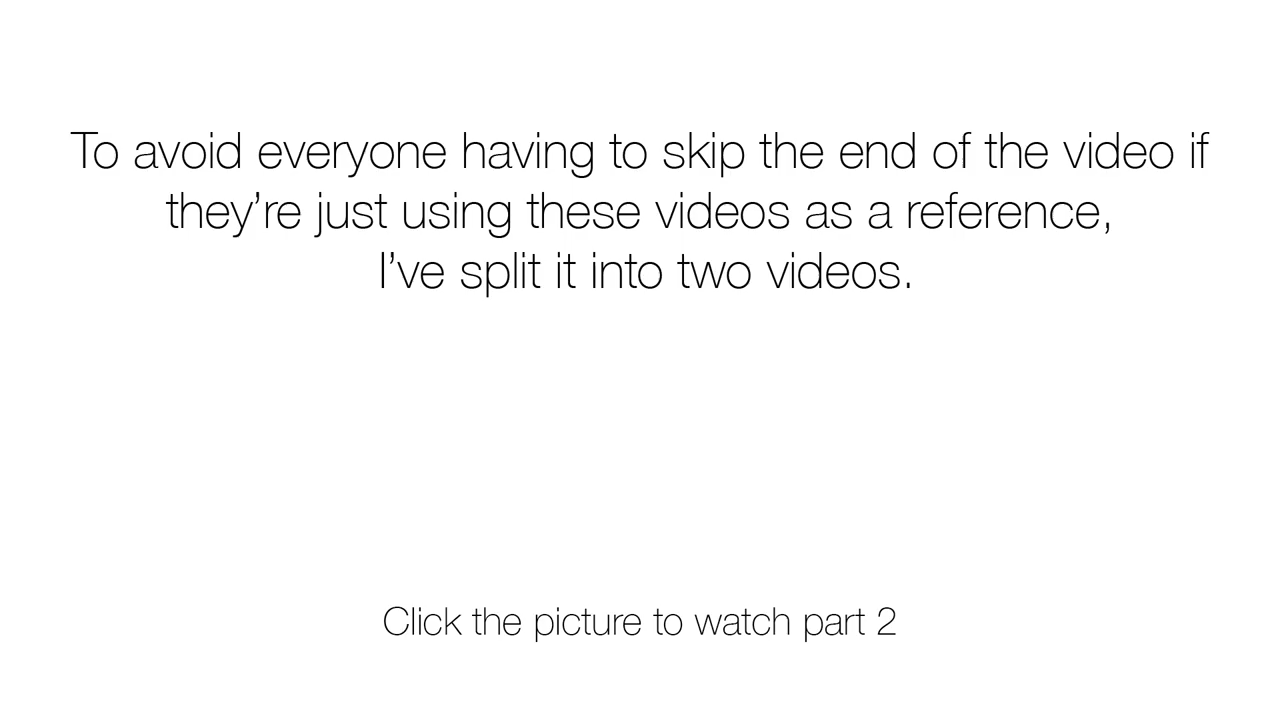 To avoid everyone having to skip the end of the video if
they’re just using these videos as a reference,
I’ve split it into two videos.
Click the picture to watch part 2